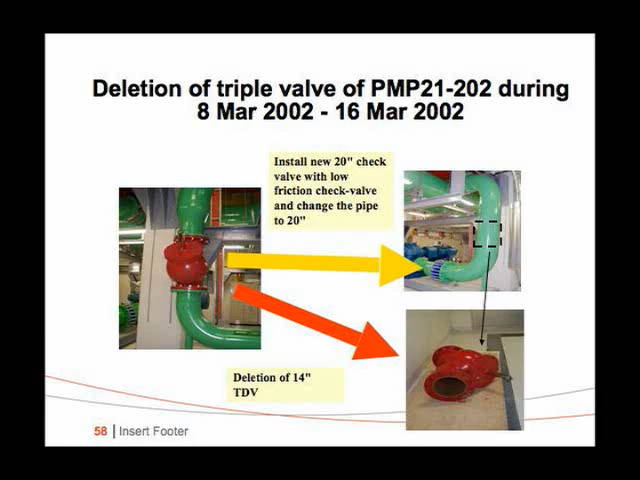 Deletion of triple valve of PMP21-202 during
8 Mar 2002 - 16 Mar 2002
Install new 20" check
valve with low
friction check-valve
and change the pipe
to 20"
Deletion of 14"
TDV
58 | Insert Footer